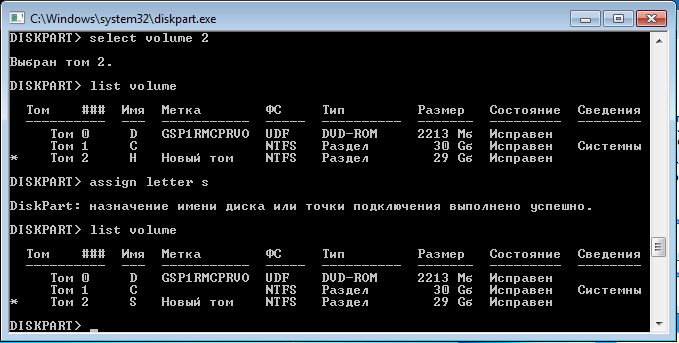 C:\Windows\system32\diskpart.exe
DISKPART> select volume 2
Выбран том 2.
DISKPART> list volume
Том ### Имя Метка ФС Тип Размер Состояние Сведения
---------- --- ----------- ----- ---------- ------- --------- --------
Том 0 D GSP1RMCPRVO UDF DVD-ROM 2213 Мб Исправен
Том 1 C NTFS Раздел 30 Gб Исправен Системны
* Том 2 H Новый том NTFS Раздел 29 Gб Исправен
DISKPART> assign letter s
DiskPart: назначение имени диска или точки подключения выполнено успешно.
DISKPART> list volume
Том ### Имя Метка ФС Тип Размер Состояние Сведения
---------- --- ----------- ----- ---------- ------- --------- --------
Том 0 D GSP1RMCPRVO UDF DVD-ROM 2213 Мб Исправен
Том 1 C NTFS Раздел 30 Gб Исправен Системны
* Том 2 S Новый том NTFS Раздел 29 Gб Исправен
DISKPART> _